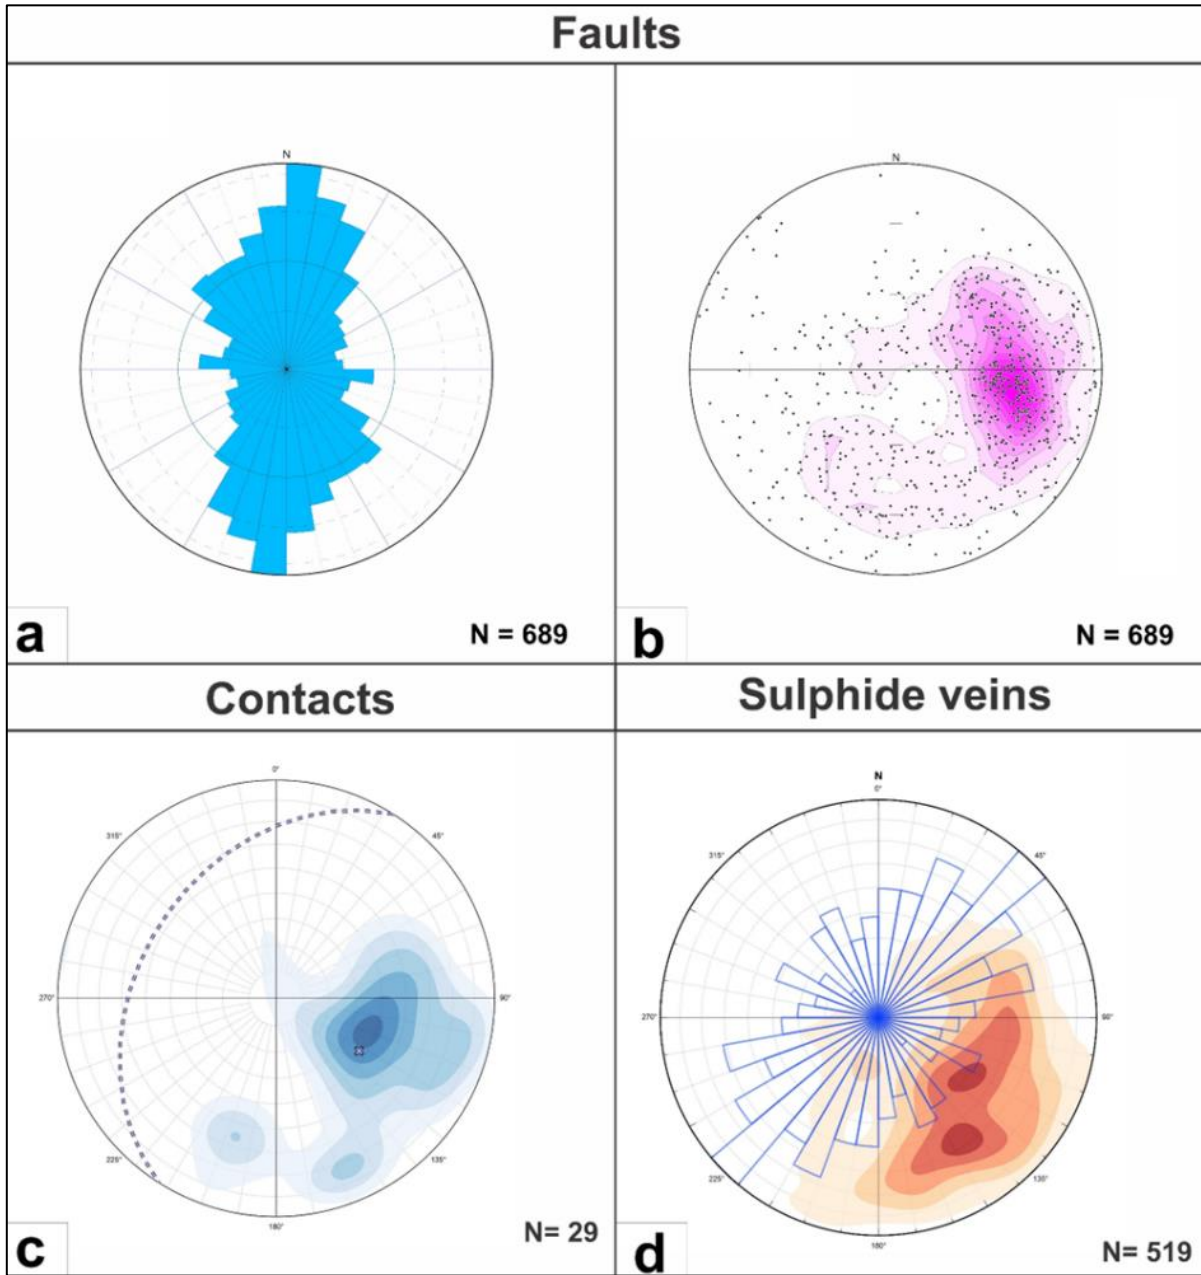 Faults
N
N
a
N = 689
b
N = 689
Contacts
Sulphide veins
0°
315°
45°
270°
90°
225°
135°
180°
c
N= 29
N
0°
315°
45°
270°
90°
225°
135°
180°
d
N= 519